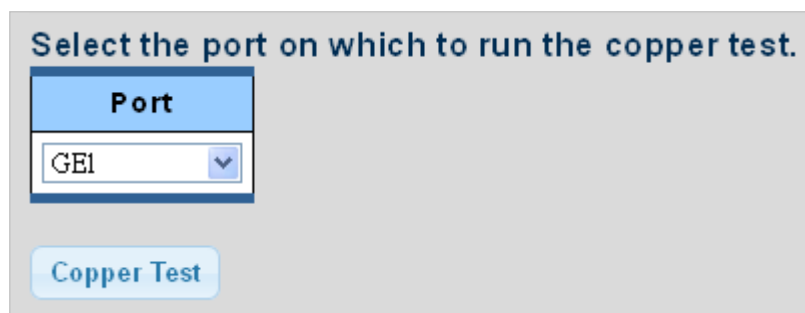 Select the port on which to run the copper test.
Port
GE1
Copper Test